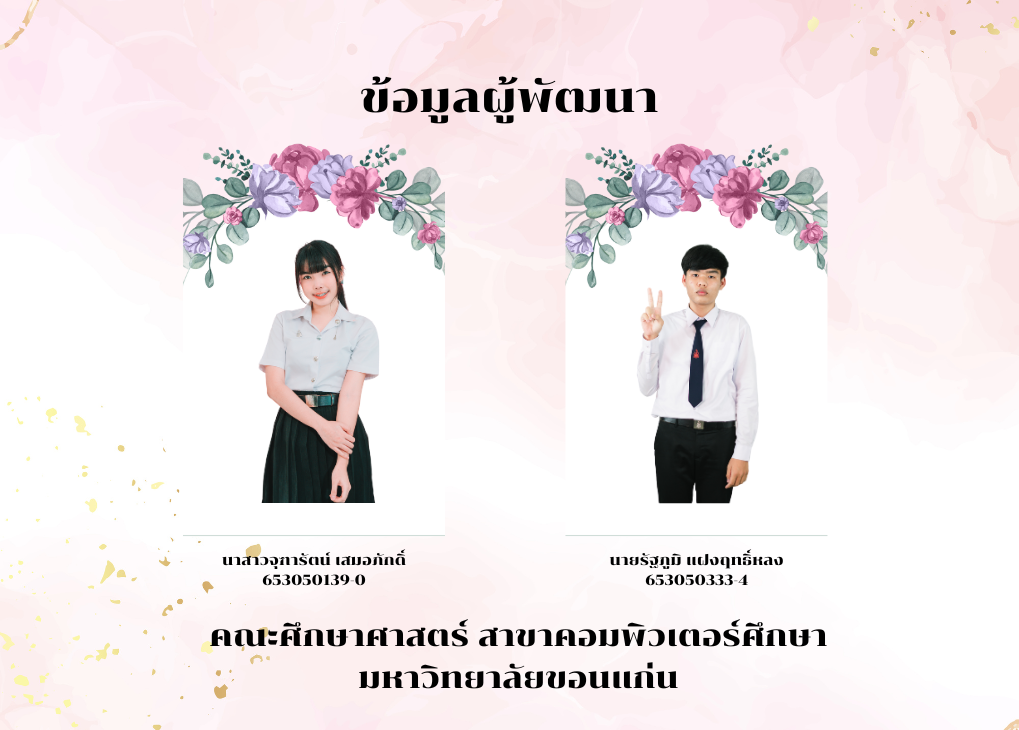 ข้อมูลผู้พัฒนา
นาสาวจุฑารัตน์ เสมอภักดิ์
653050139-0
นายรัฐภูมิ แฝงฤทธิ์หลง
653050333-4
คณะศึกษาศาสตร์ สาขาคอมพิวเตอร์ศึกษา
มหาวิทยาลัยขอนแก่น